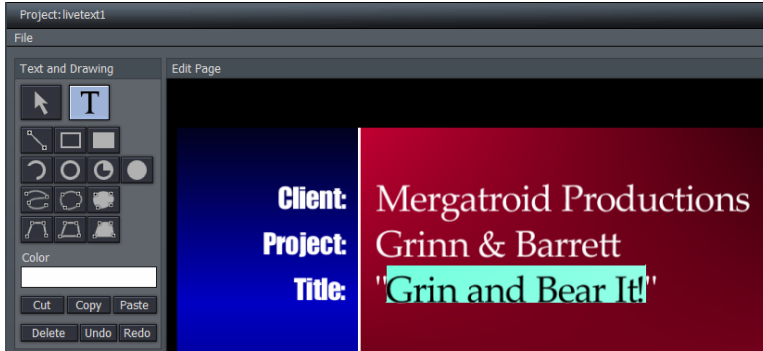 Project:livetext1
File
Text and Drawing
Edit Page
T
Client: Mergatroid Productions
Project: Grinn & Barrett
Title: "Grin and Bear It!"
Color
Cut Copy Paste
Delete Undo Redo